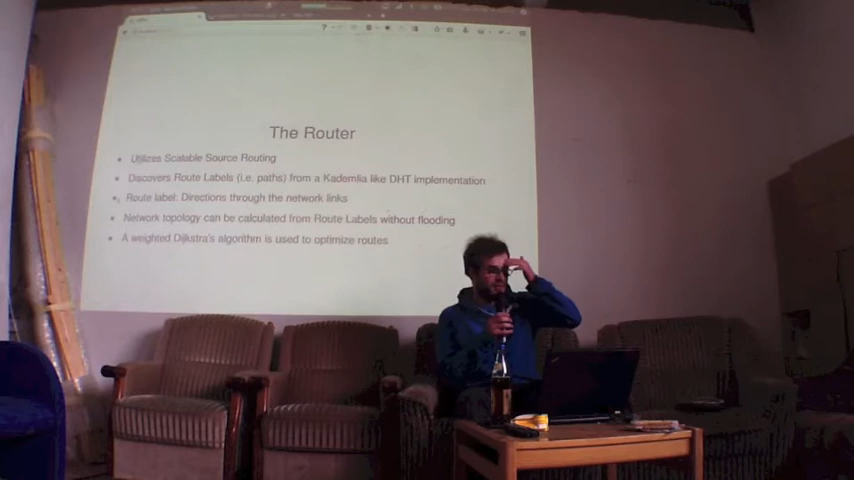 The Router
Utilizes Scalable Source Routing
Discovers Route Labels (i.e. paths) from a Kademlia like DHT implementation
Route label: Directions through the network links
Network topology can be calculated from Route Labels without flooding
A weighted Dijkstra's algorithm is used to optimize routes